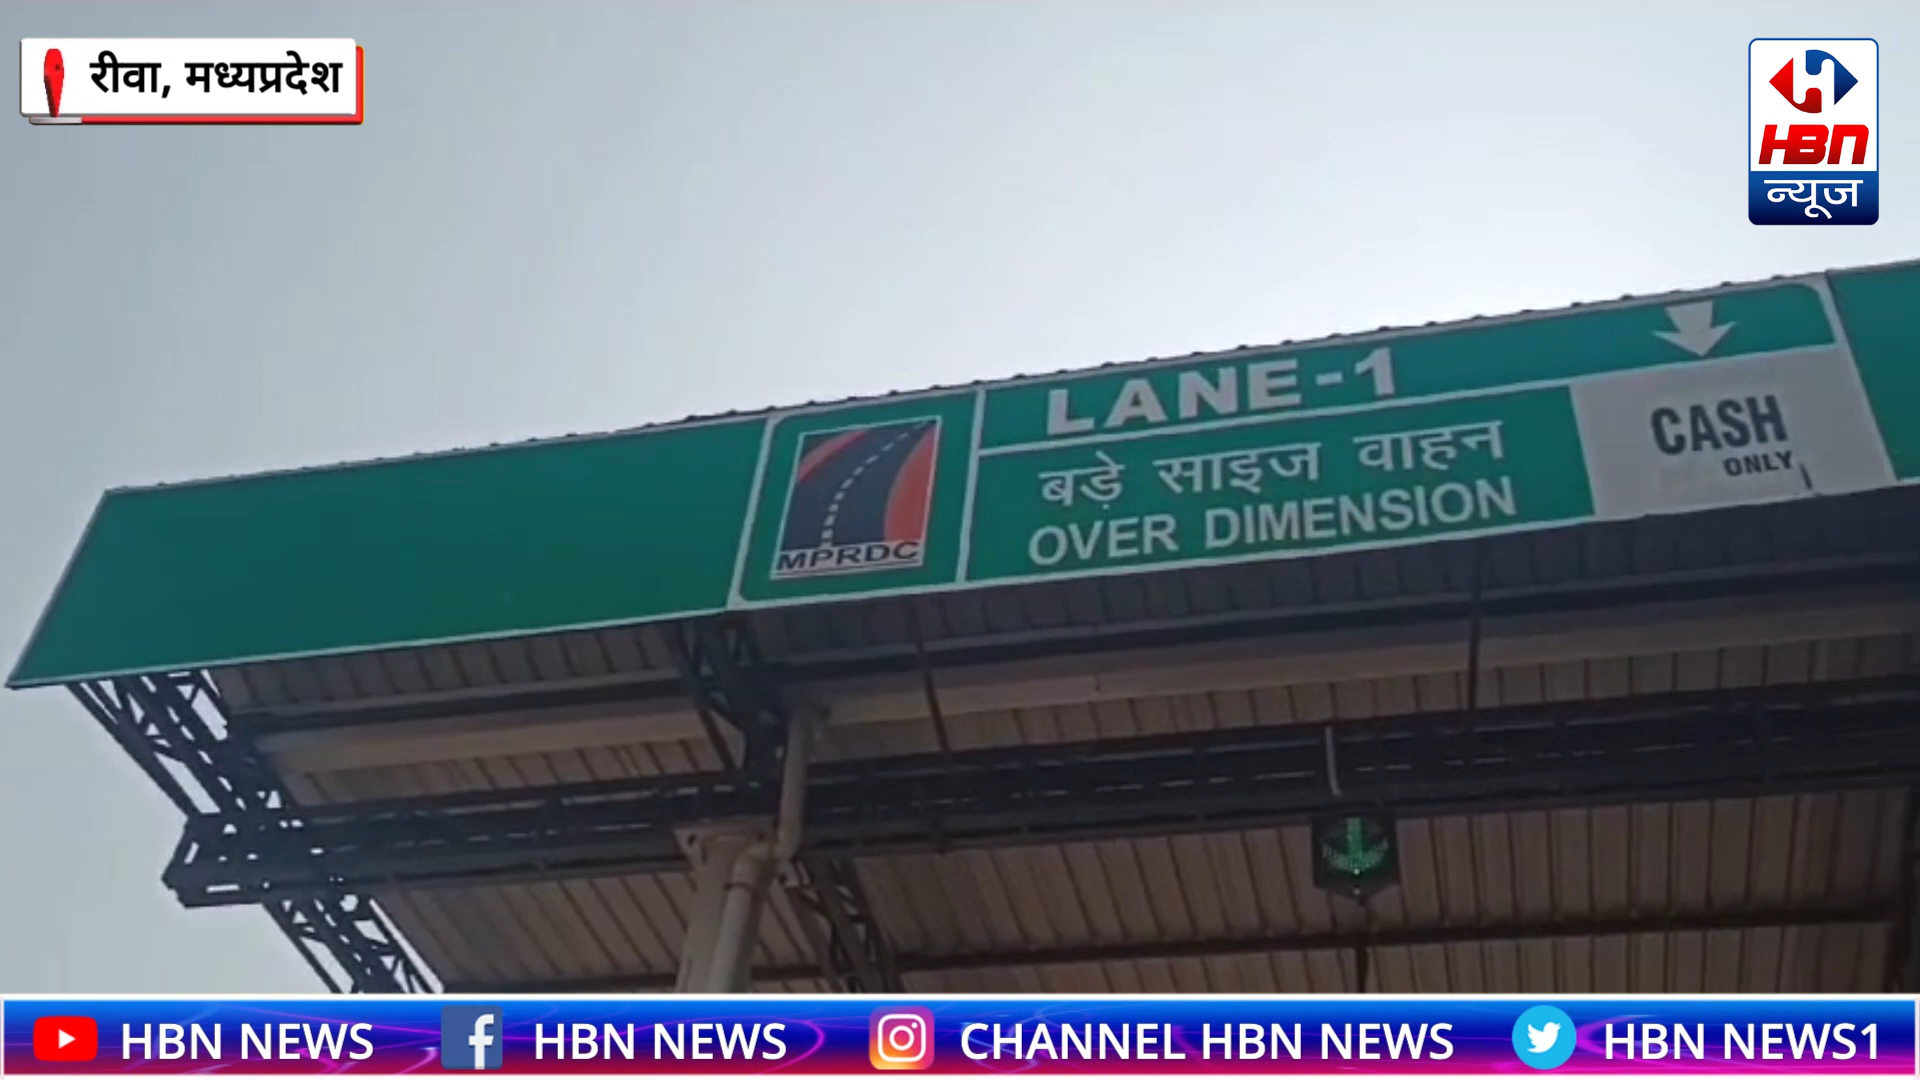 रीवा, मध्यप्रदेश
HBN
न्यूज
LANE-1
बड़े साइज वाहन
OVER DIMENSION
CASH
ONLY
MPRDC
HBN NEWS
HBN NEWS
CHANNEL HBN NEWS
HBN NEWS1